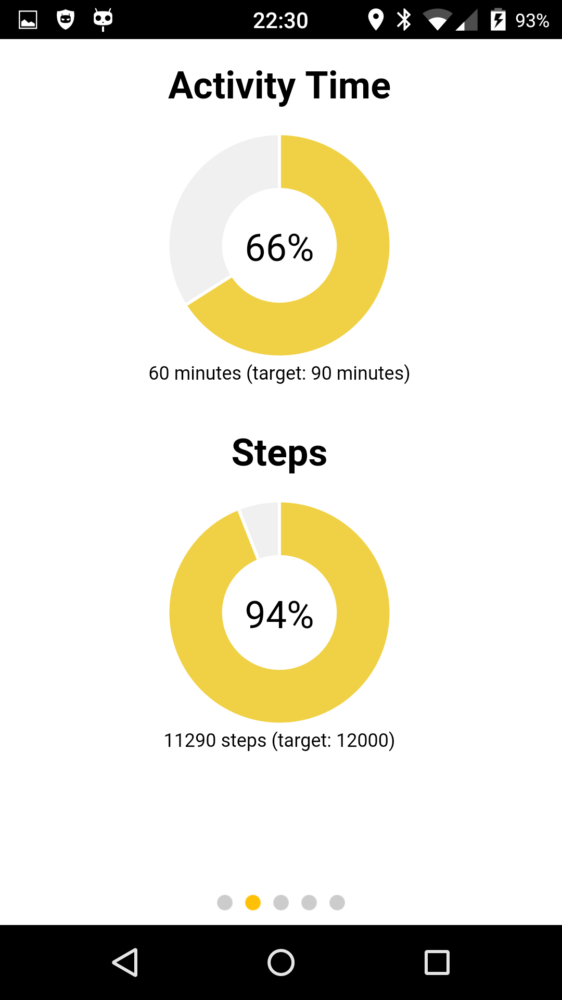 22:30 93%
Activity Time
66%
60 minutes (target: 90 minutes)
Steps
94%
11290 steps (target: 12000)